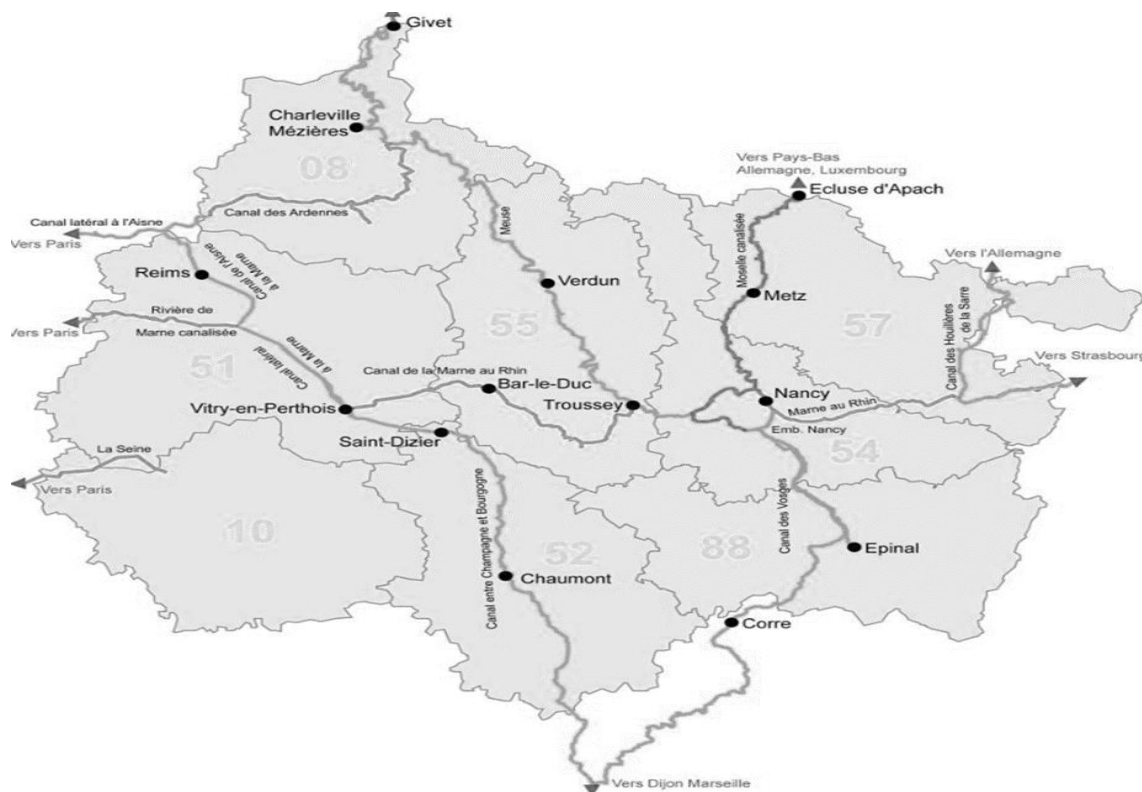 Givet
Charleville
Mézières
08
Vers Pays-Bas
Allemagne, Luxembourg
Ecluse d'Apach
Canal des Ardennes
Canal latéral à l'Aisne
Vers Paris
Meuse
Moselle canalisée
Vers l'Allemagne
Reims
Canal de l'Aisne
à la Marne
Verdun
Metz
Rivière de
Marne canalisée
Vers Paris
55
57
Canal des Houillères
de la Sarre
51
Canal latéral
à la Marne
Canal de la Marne au Rhin
Bar-le-Duc
Vers Strasbourg
Vitry-en-Perthois
Troussey
Nancy
Marne au Rhin
Saint-Dizier
Emb. Nancy
54
La Seine
Vers Paris
10
Canal entre Champagne et Bourgogne
52
Canal des Vosges
88
Epinal
Chaumont
Corre
Vers Dijon Marseille